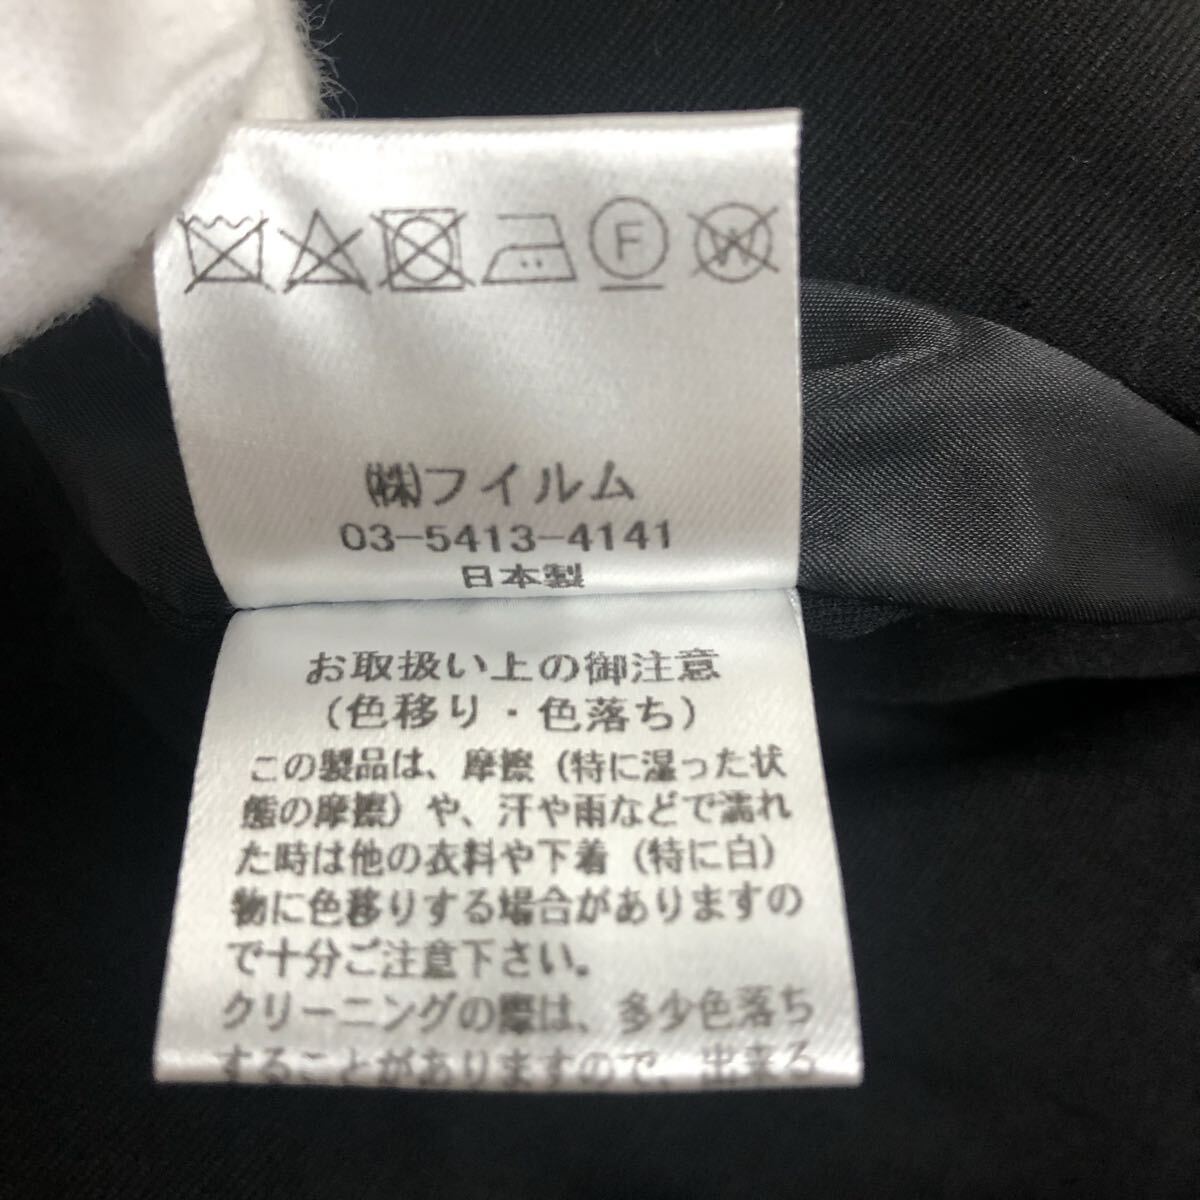 F W
㈱フイルム
03-5413-4141
日本製
お取扱い上の御注意
(色移り・色落ち)
この製品は、摩擦(特に湿った状
態の摩擦)や、汗や雨などで濡れ
た時は他の衣料や下着(特に白)
物に色移りする場合がありますの
で十分ご注意下さい。
クリーニングの際は、多少色落ち
することがありますので、出来る